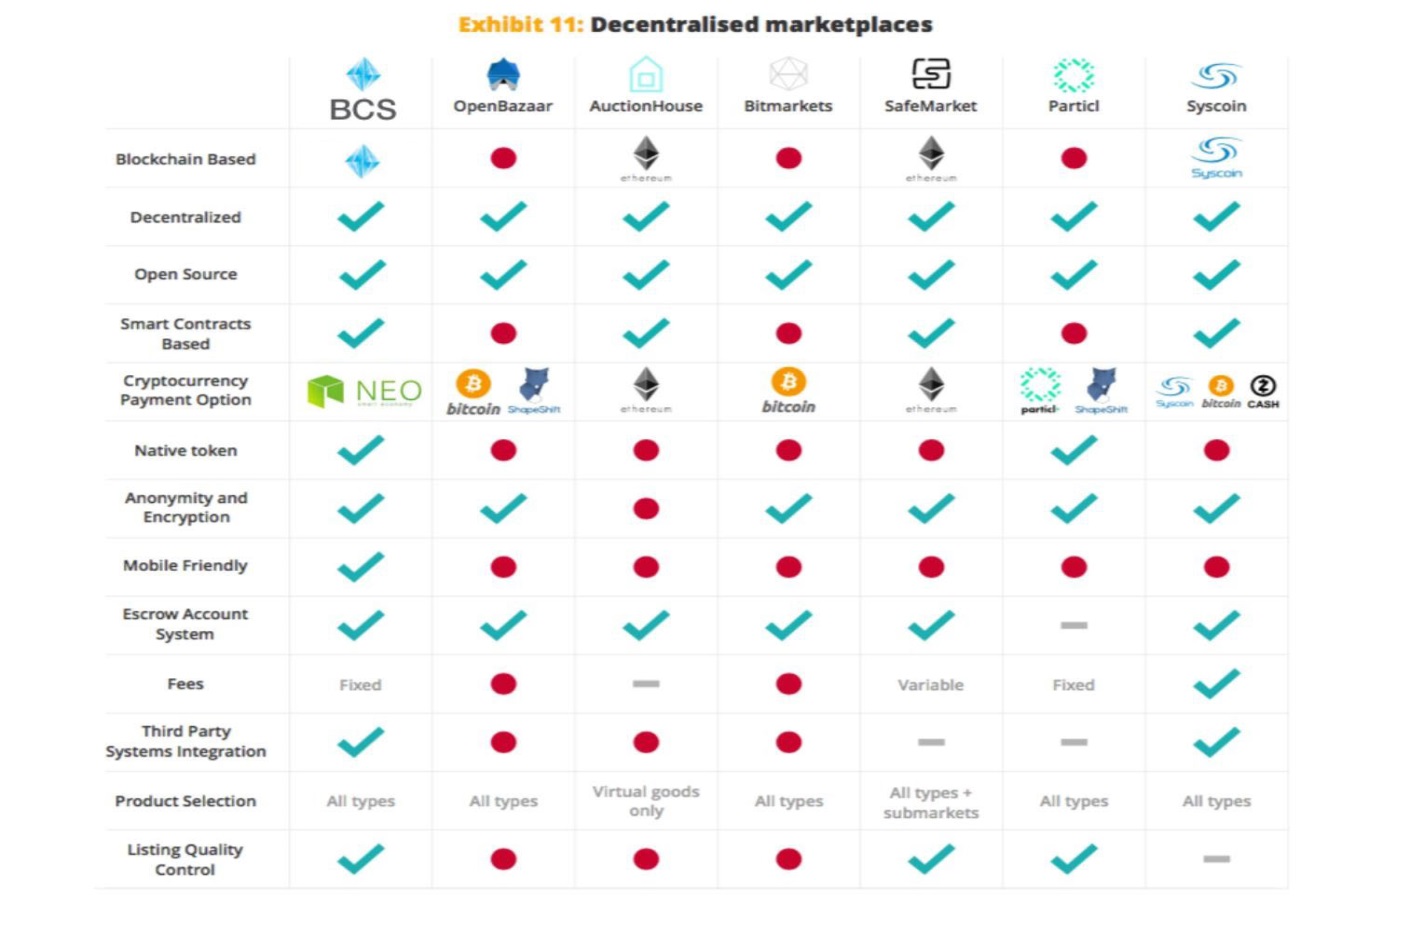 Exhibit 11: Decentralised marketplaces
BCS
OpenBazaar
AuctionHouse
Bitmarkets
SafeMarket
Particl
Syscoin
Blockchain Based
ethereum
ethereum
Syscoin
Decentralized
Open Source
Smart Contracts
Based
Cryptocurrency
Payment Option
NEO
smart economy
bitcoin
ShapeShift
ethereum
bitcoin
ethereum
particl
ShapeShift
Syscoin
bitcoin
CASH
Native token
Anonymity and
Encryption
Mobile Friendly
Escrow Account
System
Fees
Fixed
Variable
Fixed
Third Party
Systems Integration
Product Selection
All types
All types
Virtual goods
only
All types
All types +
submarkets
All types
All types
Listing Quality
Control